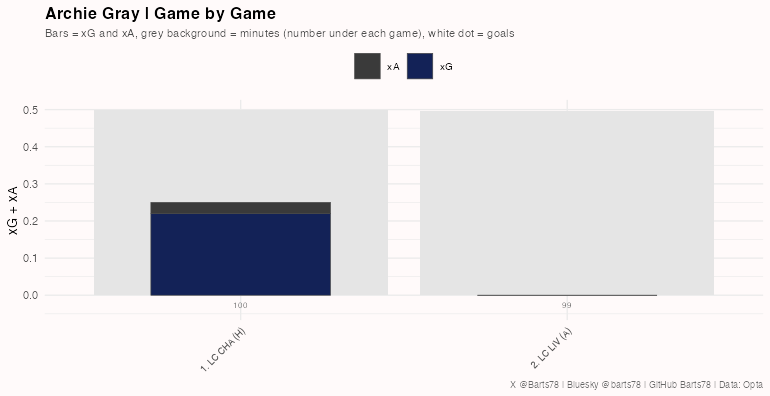 Archie Gray | Game by Game
Bars = xG and xA, grey background = minutes (number under each game), white dot = goals
xA xG
xG + xA
0.5
0.4
0.3
0.2
0.1
0.0
100 99
1. LC CHA (H) 2. LC LIV (A)
X @Barts78 | Bluesky @barts78 | GitHub Barts78 | Data: Opta